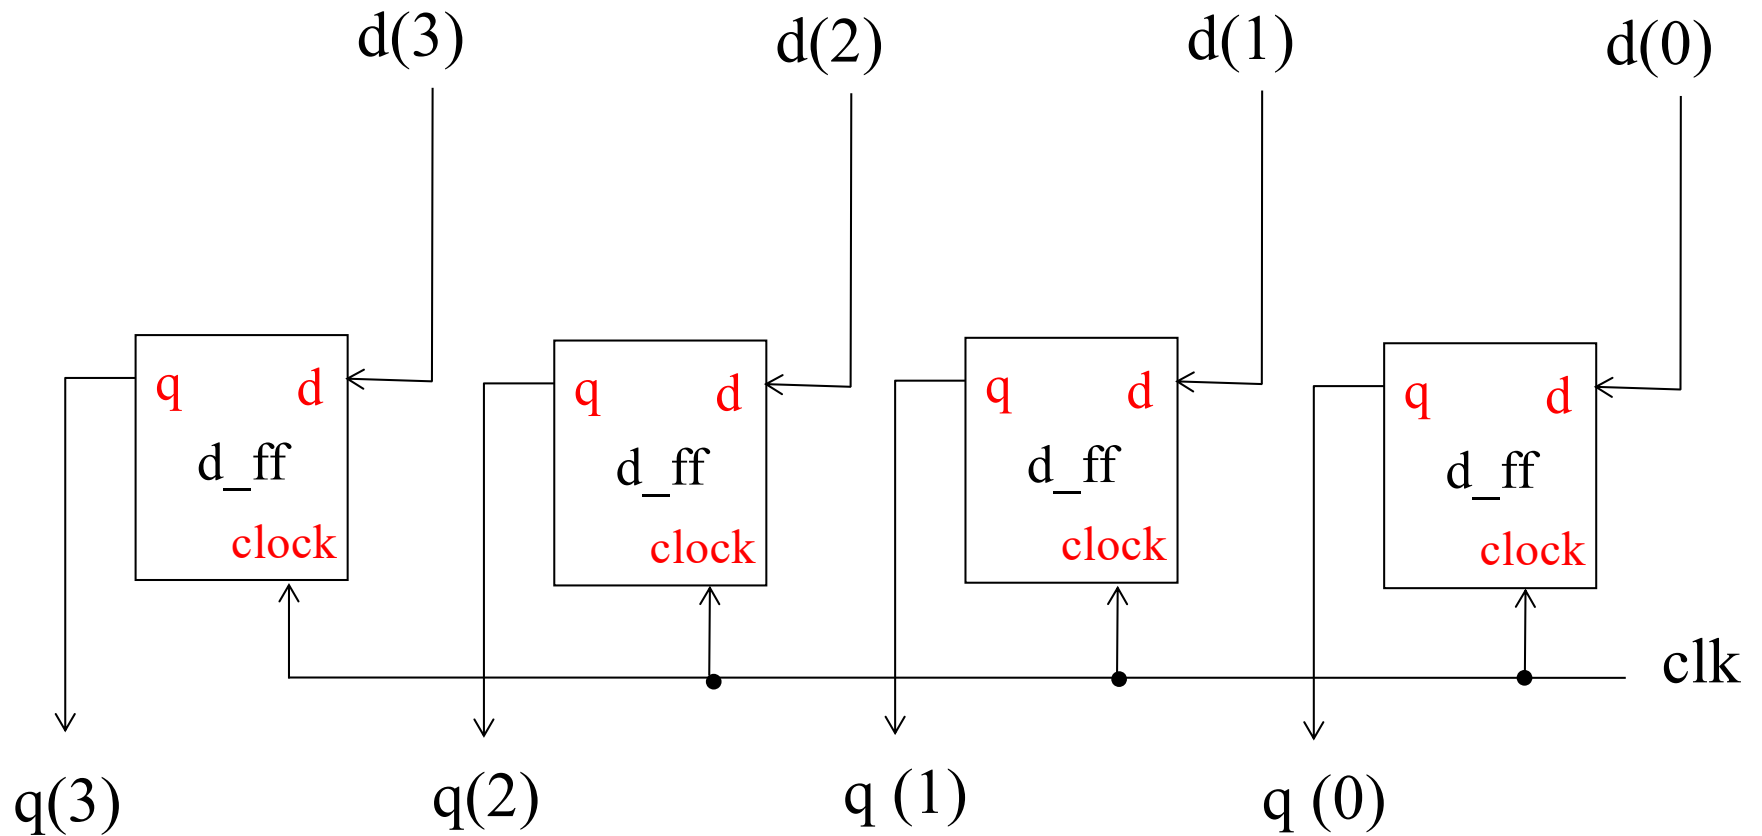 d(3) d(2) d(1) d(0)
q d q d q d q d
d_ff d_ff d_ff d_ff
clock clock clock clock
clk
q(3) q(2) q (1) q (0)